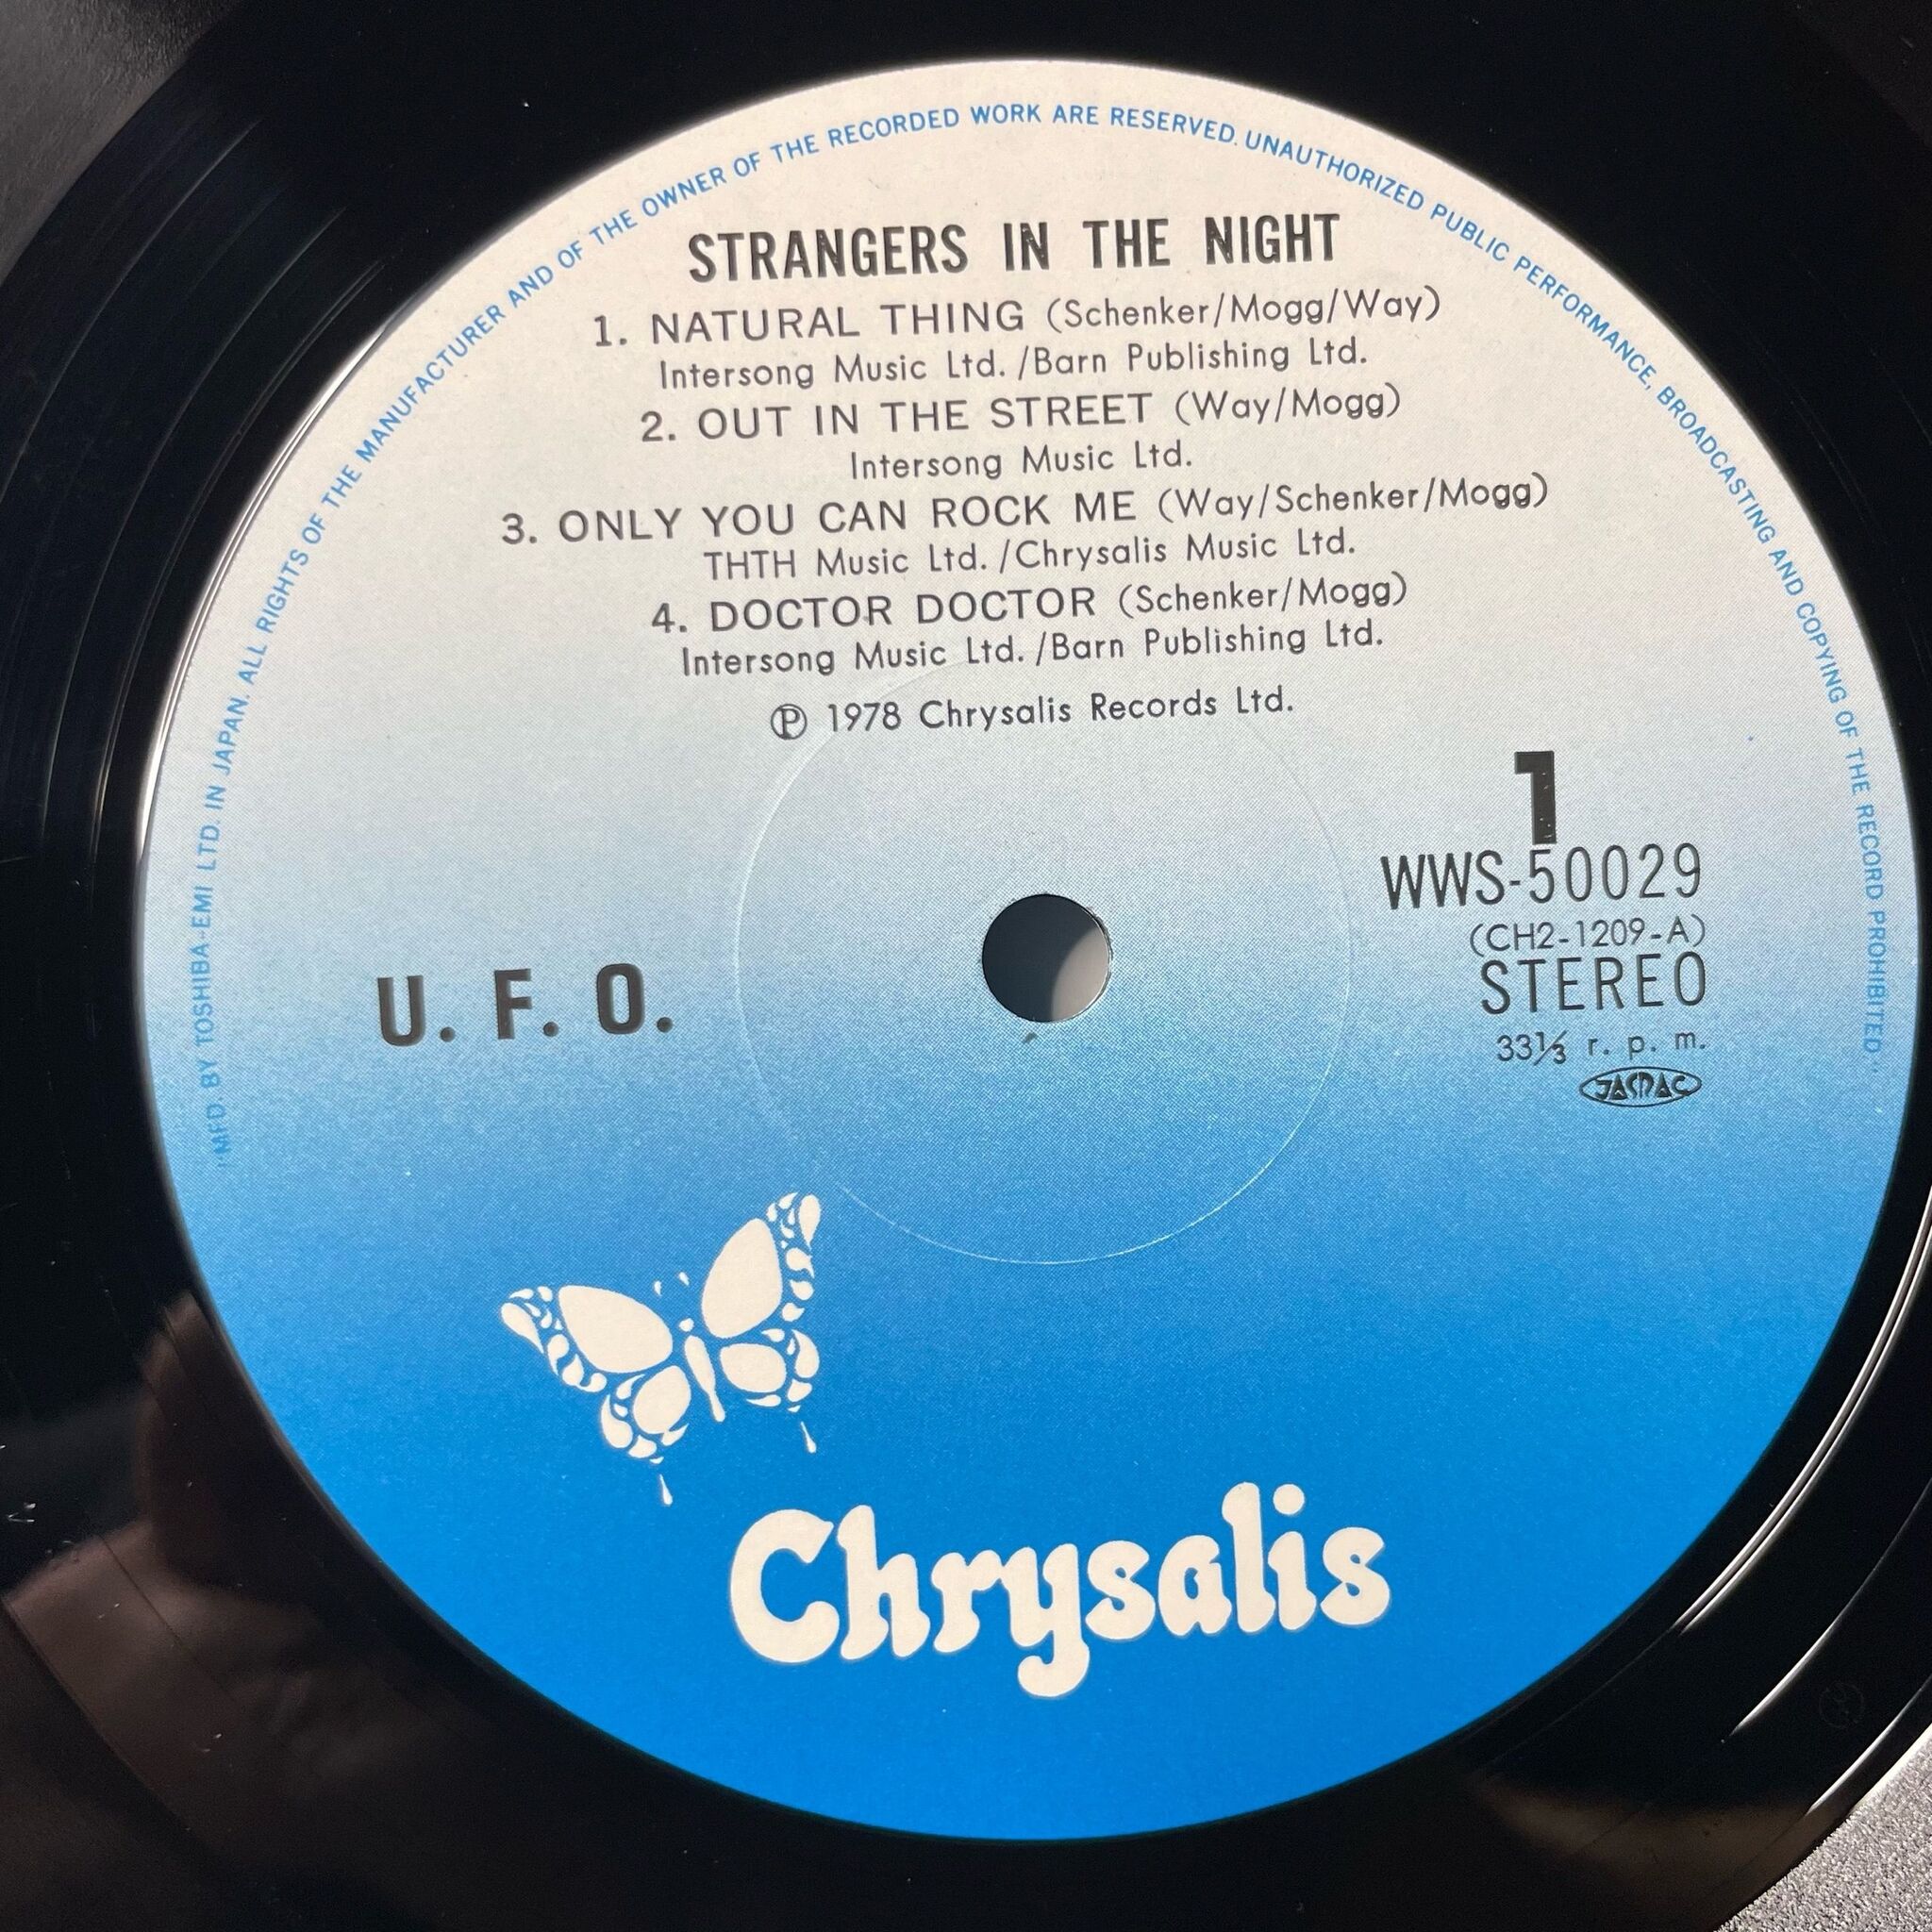 "MFD. BY TOSHIBA-EMI LTD. IN JAPAN. ALL RIGHTS OF THE MANUFACTURER AND OF THE OWNER OF THE RECORDED WORK ARE RESERVED. UNAUTHORIZED PUBLIC PERFORMANCE, BROADCASTING AND COPYING OF THE RECORD PROHIBITED"
STRANGERS IN THE NIGHT
1. NATURAL THING (Schenker/Mogg/Way)
Intersong Music Ltd. /Barn Publishing Ltd.
2. OUT IN THE STREET (Way/Mogg)
Intersong Music Ltd.
3. ONLY YOU CAN ROCK ME (Way/Schenker/Mogg)
THTH Music Ltd. /Chrysalis Music Ltd.
4. DOCTOR DOCTOR (Schenker/Mogg)
Intersong Music Ltd. /Barn Publishing Ltd.
℗ 1978 Chrysalis Records Ltd.
1
WWS-50029
(CH2-1209-A)
STEREO
33⅓ r. p. m.
JASRAC
U. F. O.
Chrysalis